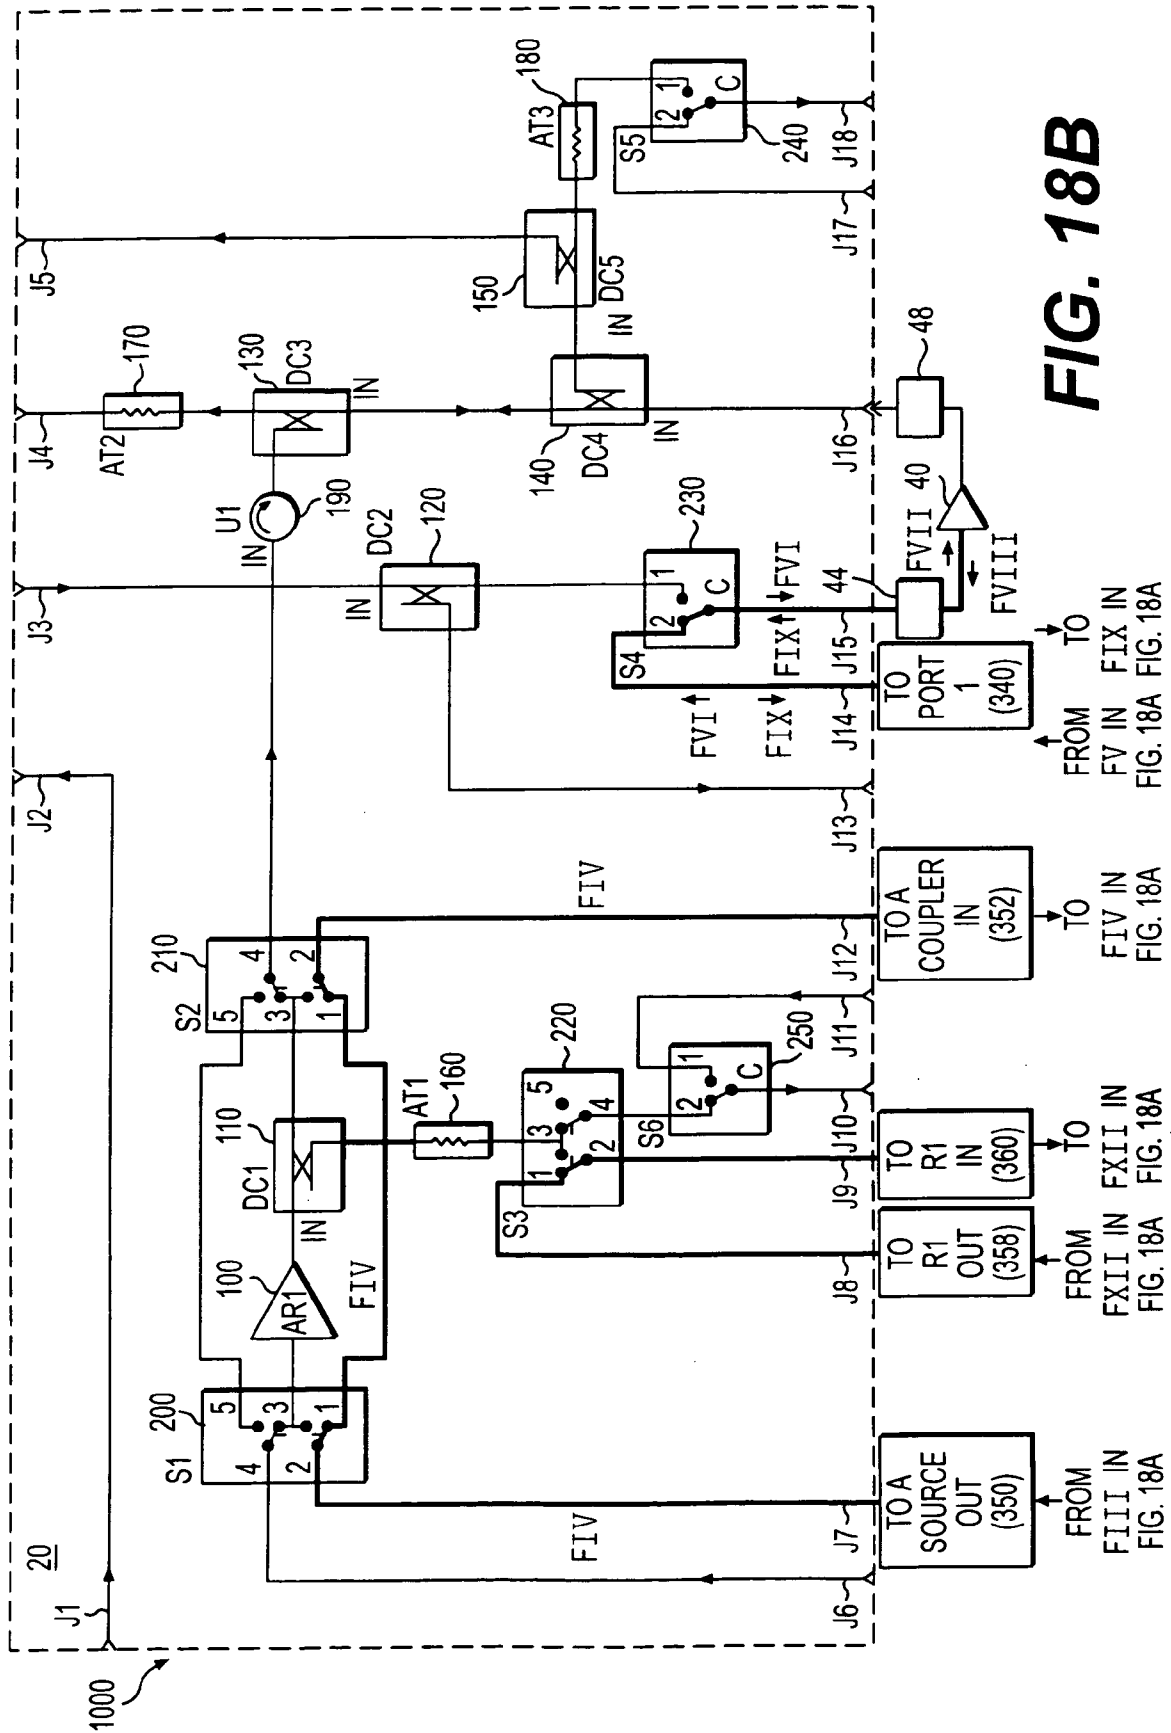 1000
20
J1
J2
J3
J4
J5
AT2
170
130
DC3
IN
U1
IN
190
DC2
120
IN
140
DC4
IN
150
DC5
IN
AT3
180
S5
2
1
C
240
S1
200
5
4
3
2
1
100
AR1
DC1
110
IN
FIV
S2
210
5
4
3
2
1
AT1
160
S3
220
1
3
5
2
4
S6
250
2
1
C
FIV
FIV
S4
230
2
1
C
FVI
FIX
FIX
FVI
44
FVII
FVIII
40
48
J6
J7
J8
J9
J10
J11
J12
J13
J14
J15
J16
J17
J18
TO A
SOURCE
OUT
(350)
FROM
FIII IN
FIG. 18A
TO
R1
OUT
(358)
FROM
FXII IN
FIG. 18A
TO
R1
IN
(360)
TO
FXII IN
FIG. 18A
TO A
COUPLER
IN
(352)
TO
FIV IN
FIG. 18A
TO
PORT
1
(340)
FROM
FV IN
FIG. 18A
TO
FIX IN
FIG. 18A
FIG. 18B